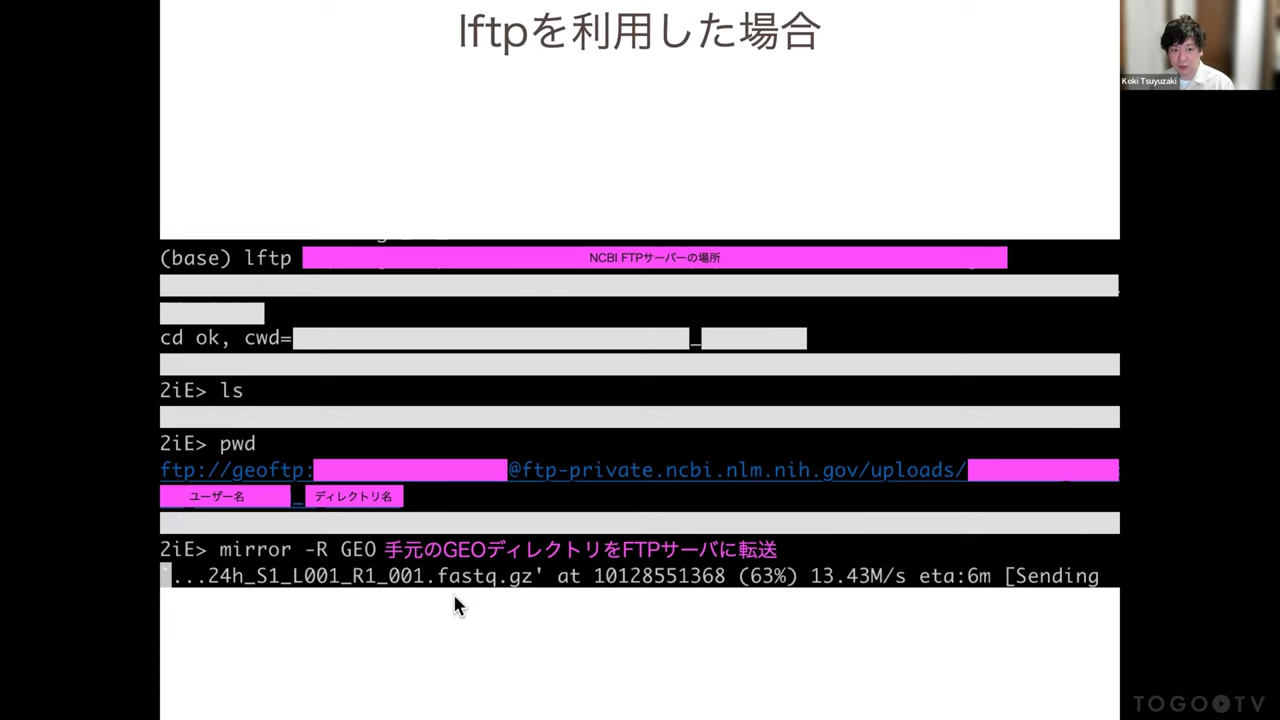 lftpを利用した場合
Koki Tsuyuzaki
(base) lftp NCBI FTPサーバーの場所
cd ok, cwd= _
2iE> ls
2iE> pwd
ftp://geoftp: @ftp-private.ncbi.nlm.nih.gov/uploads/
ユーザー名 _ ディレクトリ名
2iE> mirror -R GEO 手元のGEOディレクトリをFTPサーバに転送
`...24h_S1_L001_R1_001.fastq.gz' at 10128551368 (63%) 13.43M/s eta:6m [Sending
TOGOTV